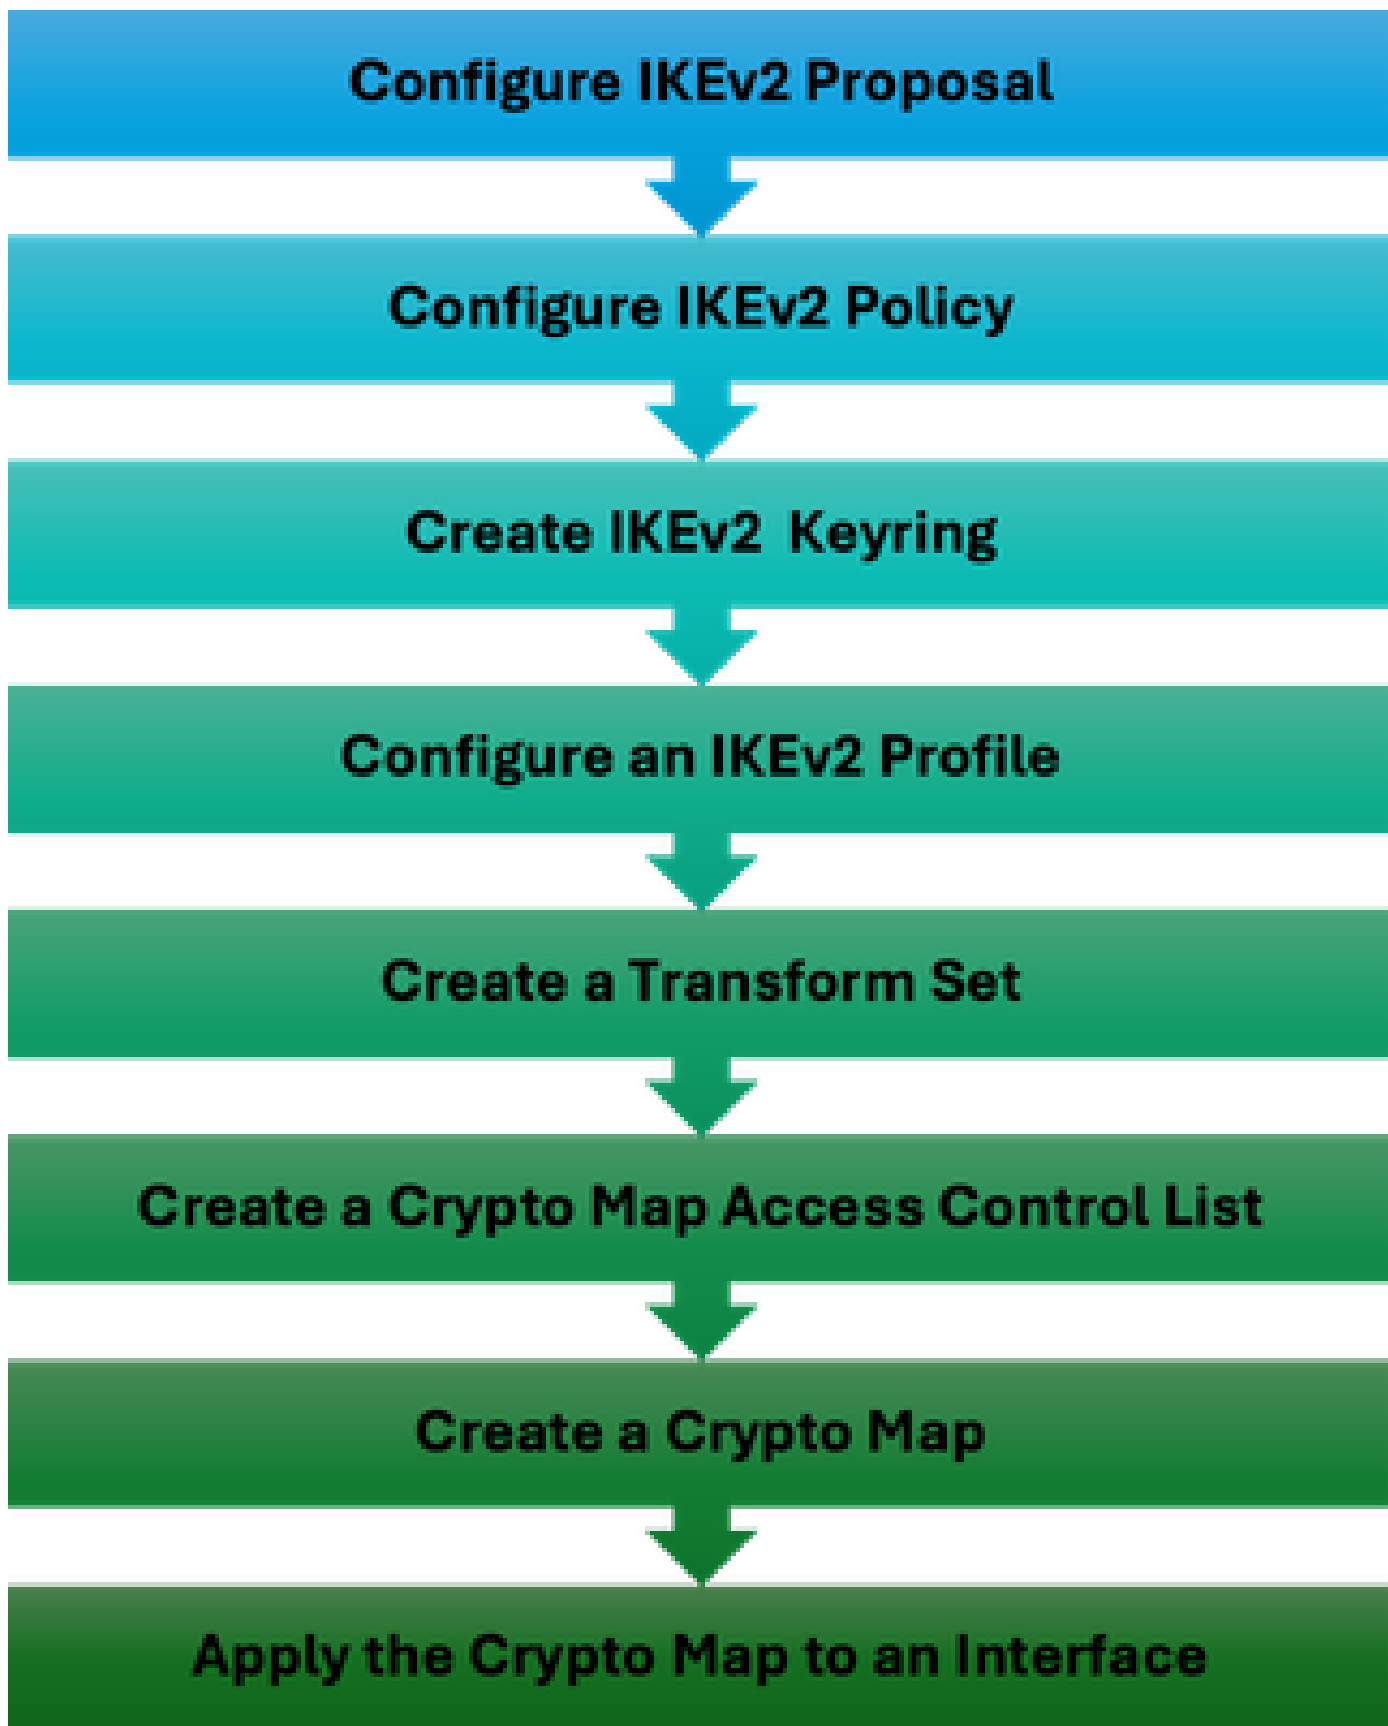 Configure IKEv2 Proposal
Configure IKEv2 Policy
Create IKEv2  Keyring
Configure an IKEv2 Profile
Create a Transform Set
Create a Crypto Map Access Control List
Create a Crypto Map
Apply the Crypto Map to an Interface